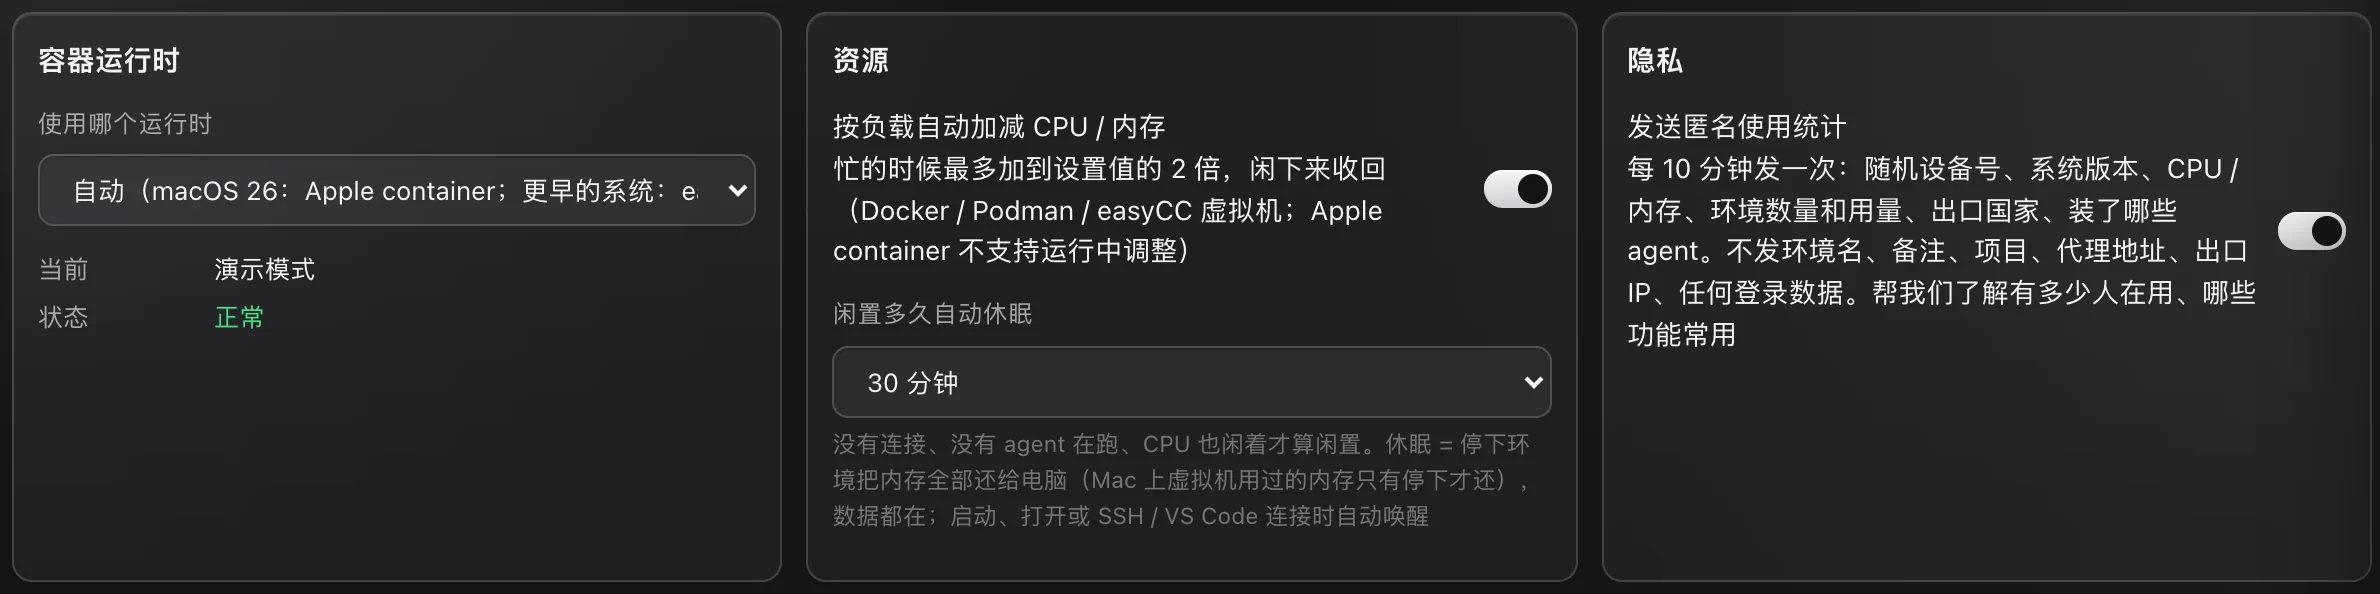 容器运行时
使用哪个运行时
自动（macOS 26：Apple container；更早的系统：ea
当前 演示模式
状态 正常
资源
按负载自动加减 CPU / 内存
忙的时候最多加到设置值的 2 倍，闲下来收回
（Docker / Podman / easyCC 虚拟机；Apple
container 不支持运行中调整）
闲置多久自动休眠
30 分钟
没有连接、没有 agent 在跑、CPU 也闲着才算闲置。休眠 = 停下环
境把内存全部还给电脑（Mac 上虚拟机用过的内存只有停下才还），
数据都在；启动、打开或 SSH / VS Code 连接时自动唤醒
隐私
发送匿名使用统计
每 10 分钟发一次：随机设备号、系统版本、CPU /
内存、环境数量和用量、出口国家、装了哪些
agent。不发环境名、备注、项目、代理地址、出口
IP、任何登录数据。帮我们了解有多少人在用、哪些
功能常用